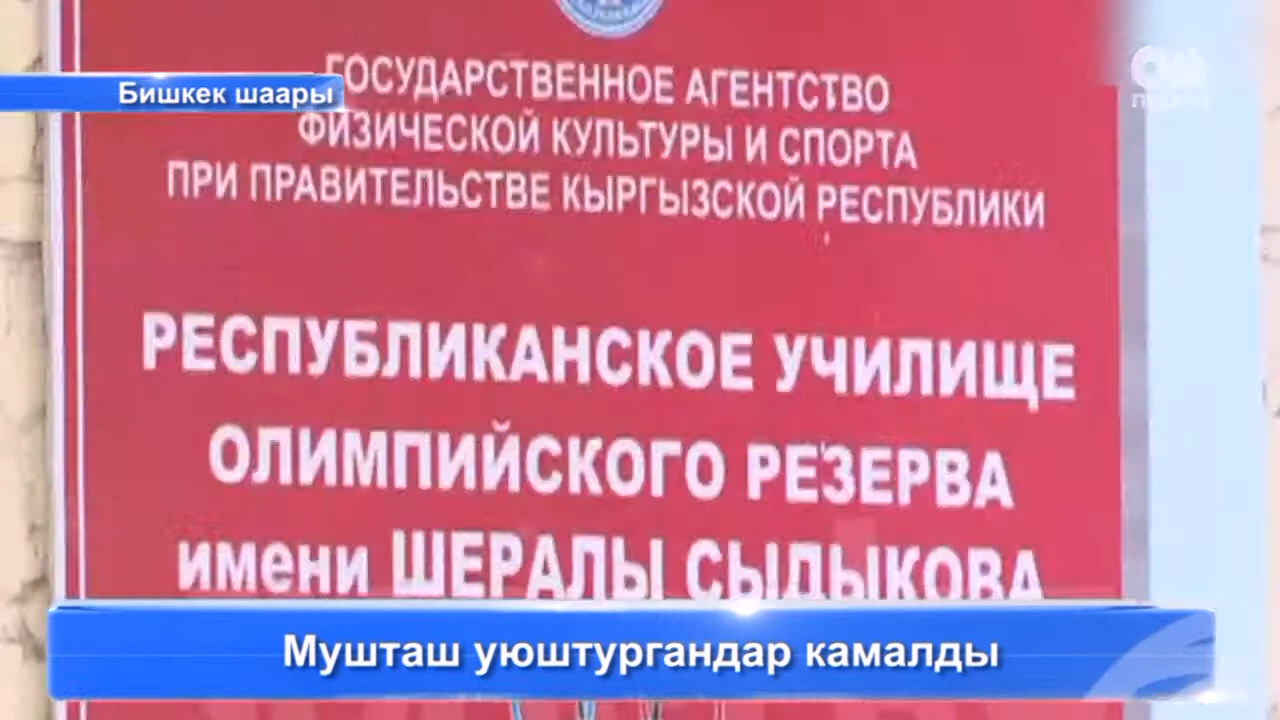 Бишкек шаары
ГОСУДАРСТВЕННОЕ АГЕНТСТВО
ФИЗИЧЕСКОЙ КУЛЬТУРЫ И СПОРТА
ПРИ ПРАВИТЕЛЬСТВЕ КЫРГЫЗСКОЙ РЕСПУБЛИКИ
РЕСПУБЛИКАНСКОЕ УЧИЛИЩЕ
ОЛИМПИЙСКОГО РЕЗЕРВА
имени ШЕРАЛЫ СЫДЫКОВА
Мушташ уюштургандар камалды